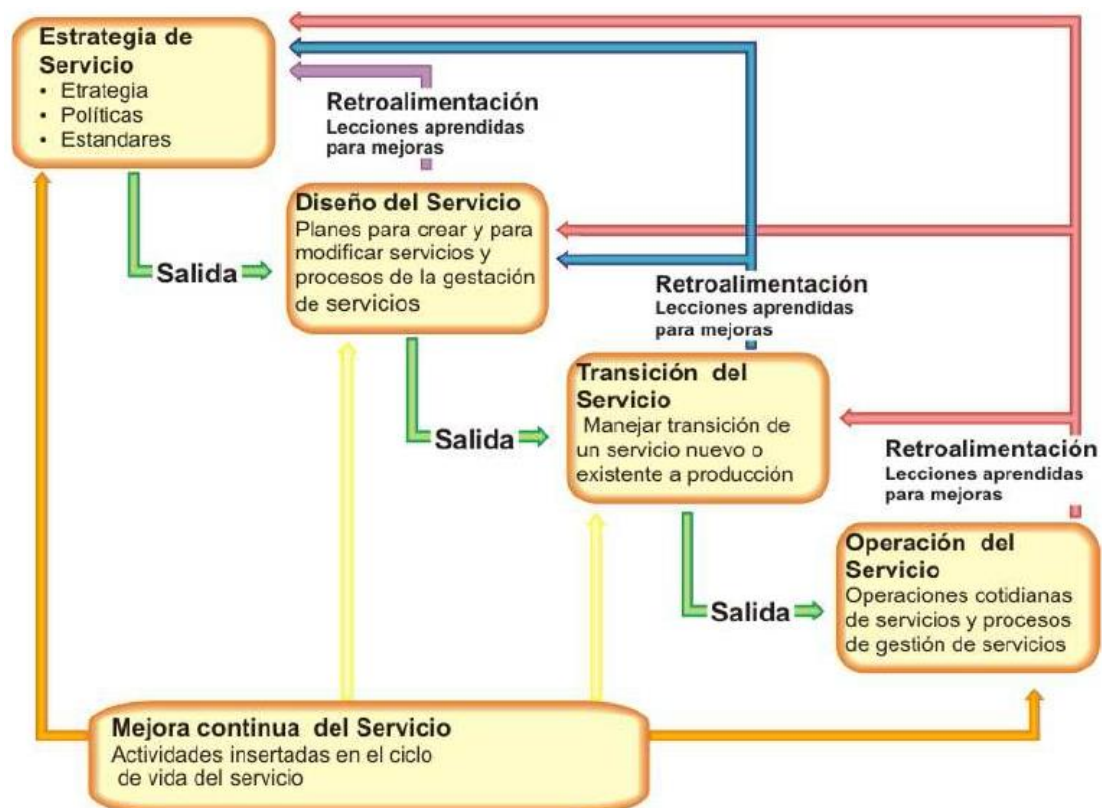 Estrategia de
Servicio
• Etrategia
• Políticas
• Estandares
Retroalimentación
Lecciones aprendidas
para mejoras
Salida
Diseño del Servicio
Planes para crear y para
modificar servicios y
procesos de la gestación
de servicios
Retroalimentación
Lecciones aprendidas
para mejoras
Salida
Transición del
Servicio
Manejar transición de
un servicio nuevo o
existente a producción
Retroalimentación
Lecciones aprendidas
para mejoras
Salida
Operación del
Servicio
Operaciones cotidianas
de servicios y procesos
de gestión de servicios
Mejora continua del Servicio
Actividades insertadas en el ciclo
de vida del servicio